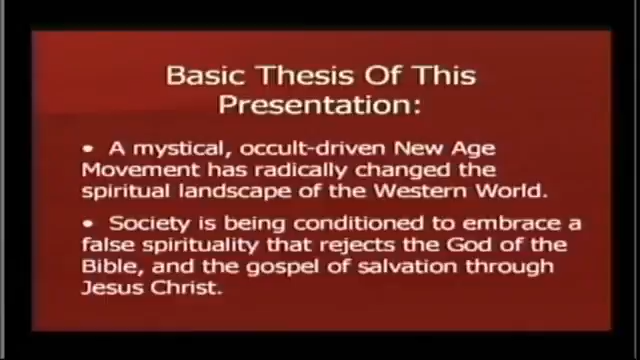 Basic Thesis Of This
Presentation:
• A mystical, occult-driven New Age
Movement has radically changed the
spiritual landscape of the Western World.
• Society is being conditioned to embrace a
false spirituality that rejects the God of the
Bible, and the gospel of salvation through
Jesus Christ.